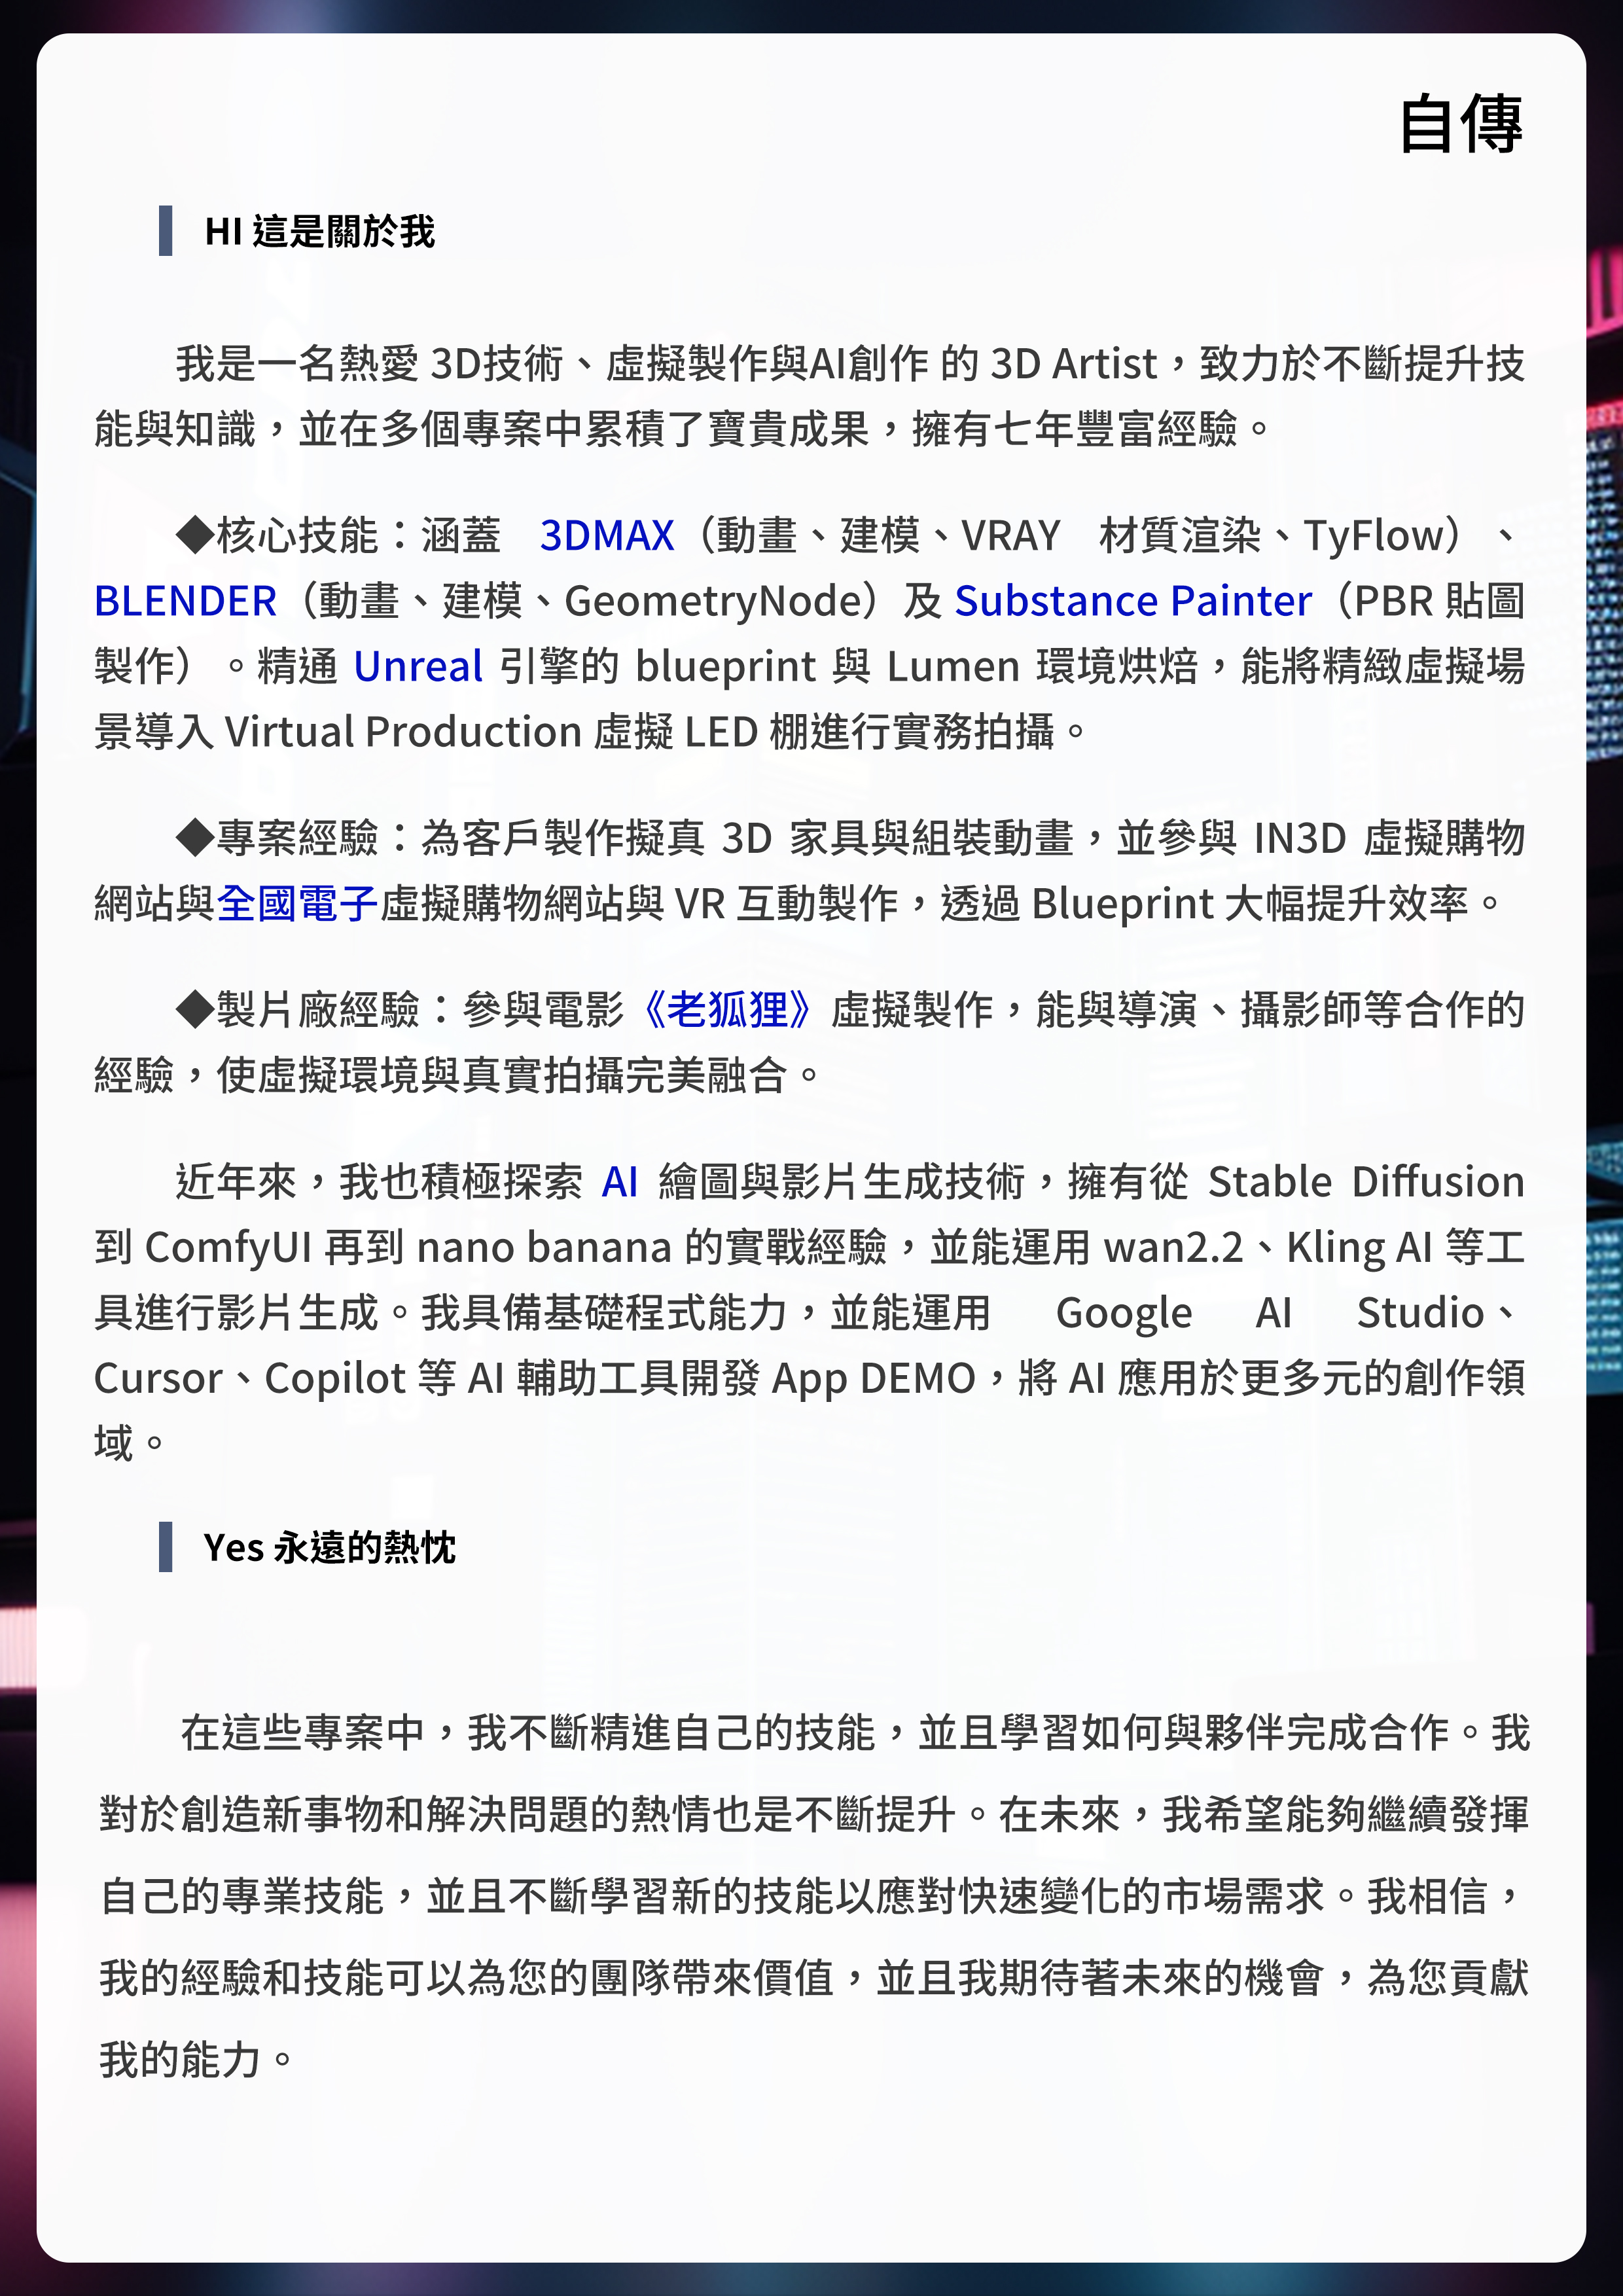 自傳
HI 這是關於我
我是一名熱愛 3D技術、虛擬製作與AI創作 的 3D Artist，致力於不斷提升技
能與知識，並在多個專案中累積了寶貴成果，擁有七年豐富經驗。
◆核心技能：涵蓋 3DMAX（動畫、建模、VRAY 材質渲染、TyFlow）、
BLENDER（動畫、建模、GeometryNode）及 Substance Painter（PBR 貼圖
製作）。精通 Unreal 引擎的 blueprint 與 Lumen 環境烘焙，能將精緻虛擬場
景導入 Virtual Production 虛擬 LED 棚進行實務拍攝。
◆專案經驗：為客戶製作擬真 3D 家具與組裝動畫，並參與 IN3D 虛擬購物
網站與全國電子虛擬購物網站與 VR 互動製作，透過 Blueprint 大幅提升效率。
◆製片廠經驗：參與電影《老狐狸》虛擬製作，能與導演、攝影師等合作的
經驗，使虛擬環境與真實拍攝完美融合。
近年來，我也積極探索 AI 繪圖與影片生成技術，擁有從 Stable Diffusion
到 ComfyUI 再到 nano banana 的實戰經驗，並能運用 wan2.2、Kling AI 等工
具進行影片生成。我具備基礎程式能力，並能運用 Google AI Studio、
Cursor、Copilot 等 AI 輔助工具開發 App DEMO，將 AI 應用於更多元的創作領
域。
Yes 永遠的熱忱
在這些專案中，我不斷精進自己的技能，並且學習如何與夥伴完成合作。我
對於創造新事物和解決問題的熱情也是不斷提升。在未來，我希望能夠繼續發揮
自己的專業技能，並且不斷學習新的技能以應對快速變化的市場需求。我相信，
我的經驗和技能可以為您的團隊帶來價值，並且我期待著未來的機會，為您貢獻
我的能力。